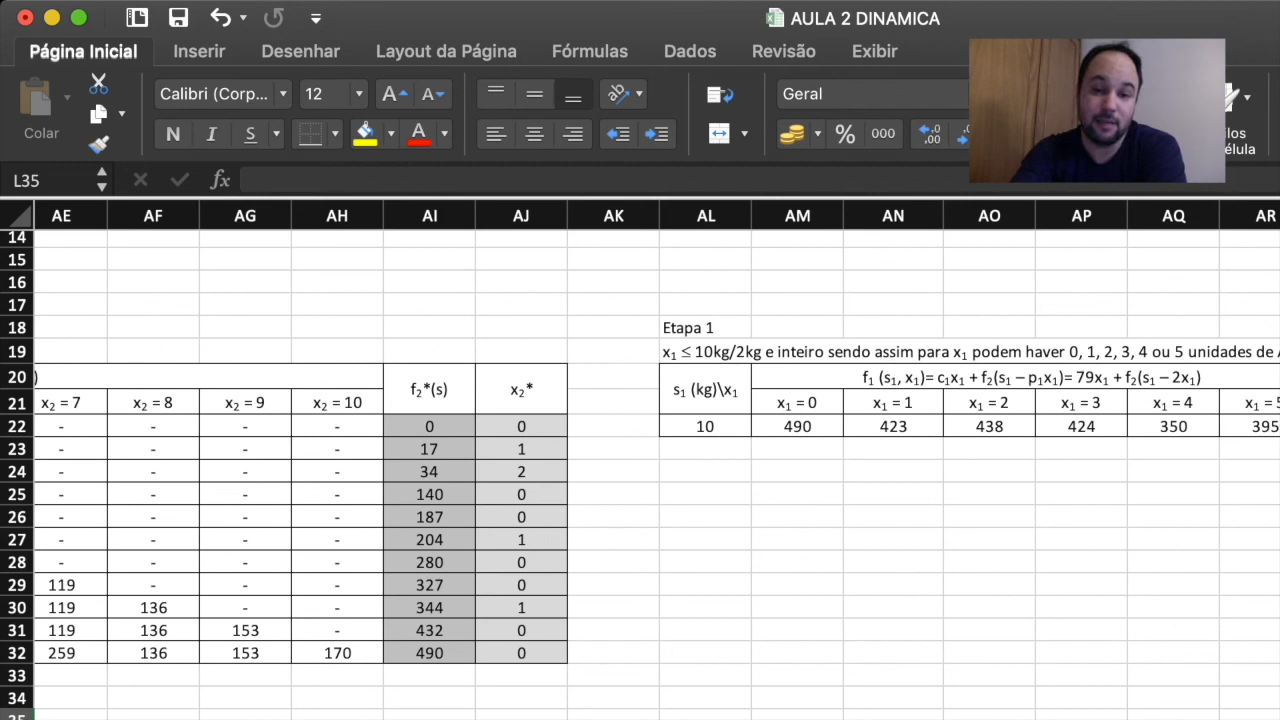 AULA 2 DINAMICA
Página Inicial Inserir Desenhar Layout da Página Fórmulas Dados Revisão Exibir
Calibri (Corp... 12 A A Geral
Colar N I S A % 000 ,0 ,00
célula
L35 fx
AE AF AG AH AI AJ AK AL AM AN AO AP AQ AR
14
15
16
17
18 Etapa 1
19 x₁ ≤ 10kg/2kg e inteiro sendo assim para x₁ podem haver 0, 1, 2, 3, 4 ou 5 unidades de
20 ) f₂*(s) x₂* s₁ (kg)\x₁ f₁ (s₁, x₁)= c₁x₁ + f₂(s₁ – p₁x₁)= 79x₁ + f₂(s₁ – 2x₁)
21 x₂ = 7 x₂ = 8 x₂ = 9 x₂ = 10 x₁ = 0 x₁ = 1 x₁ = 2 x₁ = 3 x₁ = 4
22 - - - - 0 0 10 490 423 438 424 350 395
23 - - - - 17 1
24 - - - - 34 2
25 - - - - 140 0
26 - - - - 187 0
27 - - - - 204 1
28 - - - - 280 0
29 119 - - - 327 0
30 119 136 - - 344 1
31 119 136 153 - 432 0
32 259 136 153 170 490 0
33
34